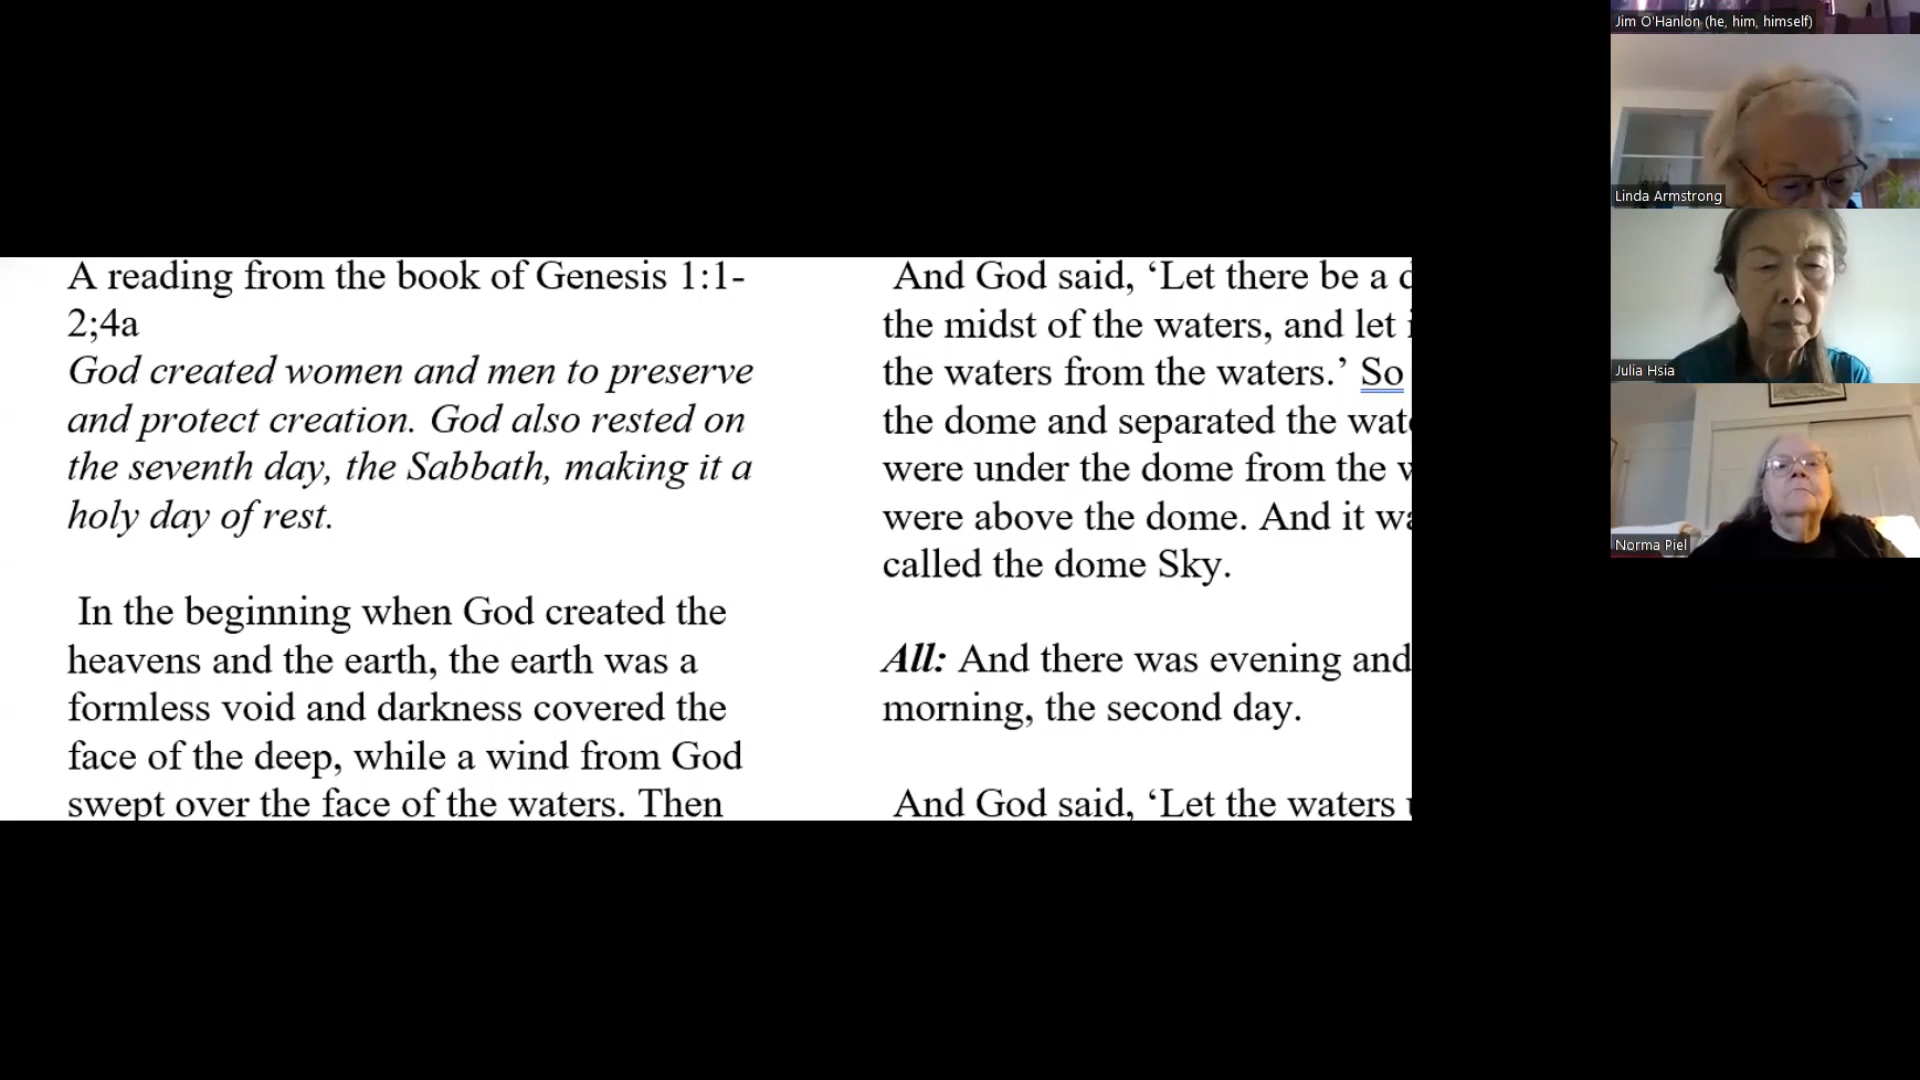 A reading from the book of Genesis 1:1-
2;4a
God created women and men to preserve
and protect creation. God also rested on
the seventh day, the Sabbath, making it a
holy day of rest.
In the beginning when God created the
heavens and the earth, the earth was a
formless void and darkness covered the
face of the deep, while a wind from God
swept over the face of the waters. Then
And God said, ‘Let there be a
the midst of the waters, and let
the waters from the waters.’ So
the dome and separated the
were under the dome from the
were above the dome. And it
called the dome Sky.
All: And there was evening and
morning, the second day.
And God said, ‘Let the waters
Jim O'Hanlon (he, him, himself)
Linda Armstrong
Julia Hsia
Norma Piel